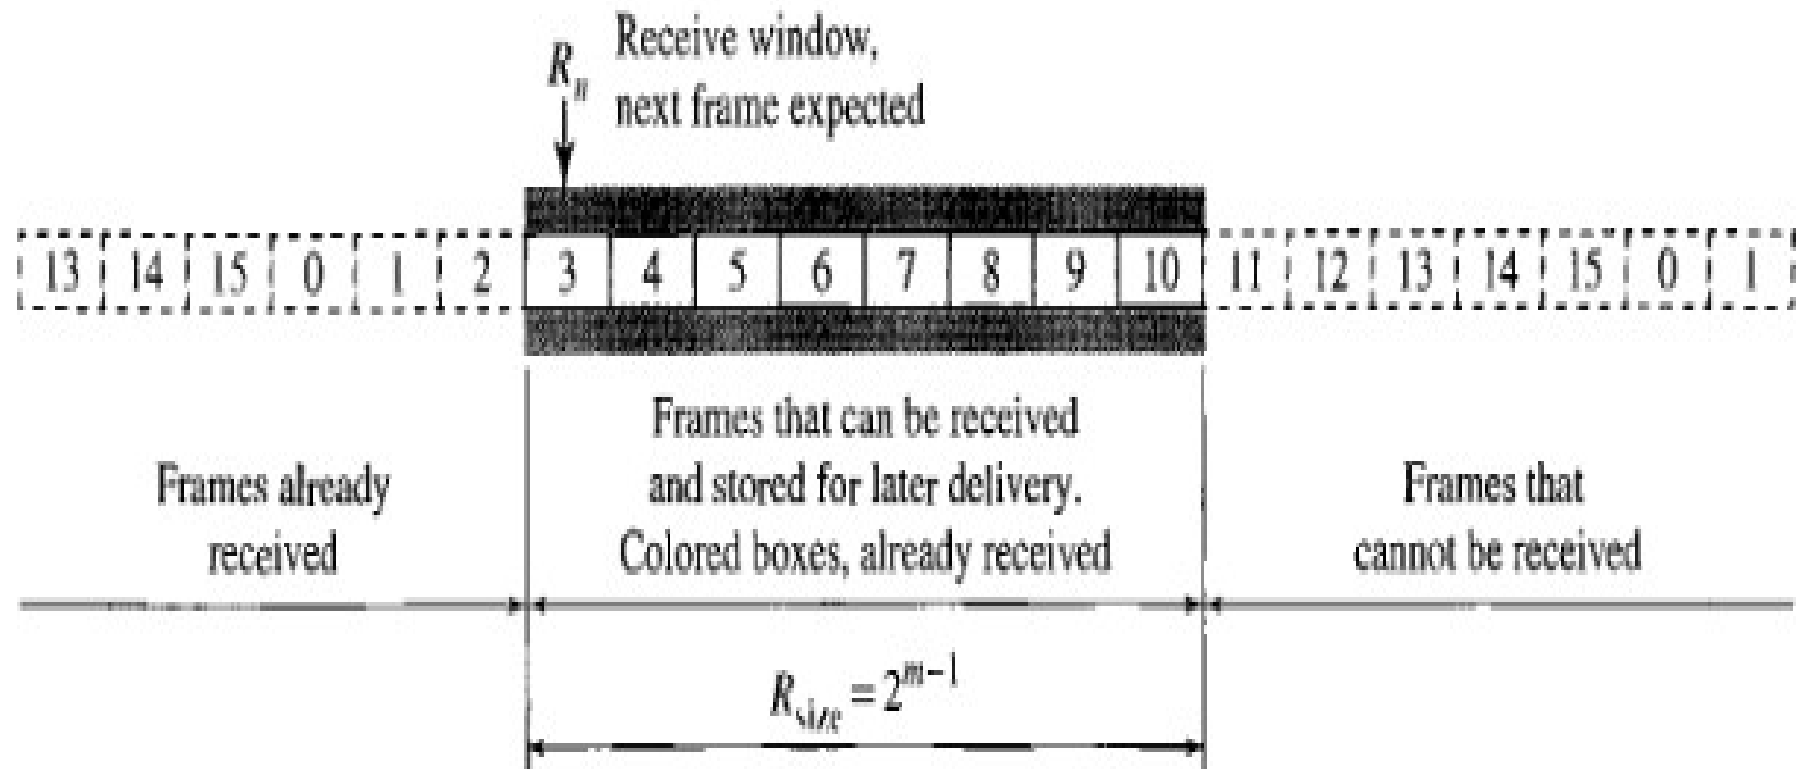 Receive window,
R_n
next frame expected
13 14 15 0 1 2 3 4 5 6 7 8 9 10 11 12 13 14 15 0 1
Frames that can be received
and stored for later delivery.
Colored boxes, already received
Frames already
received
Frames that
cannot be received
R_size = 2^{m-1}